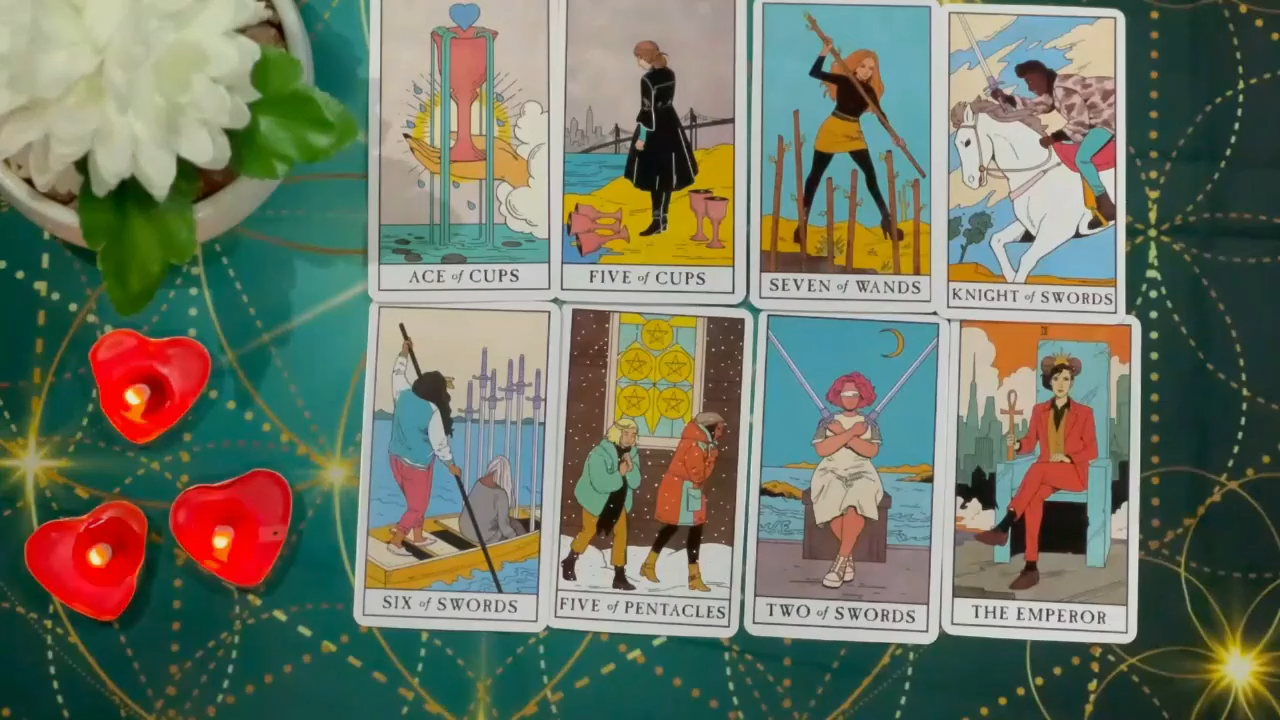 ACE of CUPS
FIVE of CUPS
SEVEN of WANDS
KNIGHT of SWORDS
SIX of SWORDS
FIVE of PENTACLES
TWO of SWORDS
THE EMPEROR